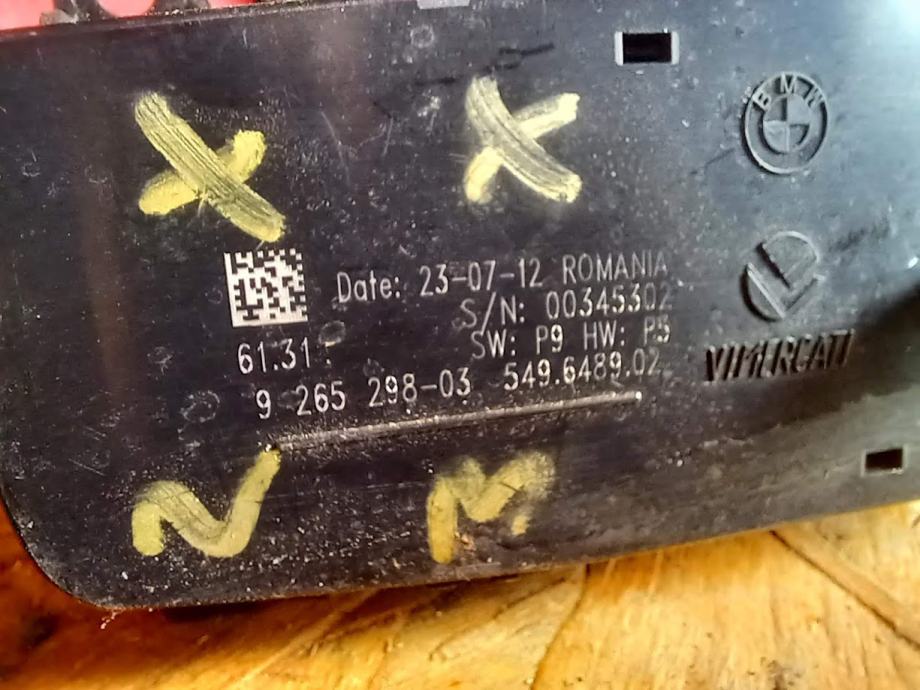 BMW
Date: 23-07-12 ROMANIA
S/N: 00345302
SW: P9 HW: P5
61.31
9 265 298-03 549.6489.02
VIMERCATI